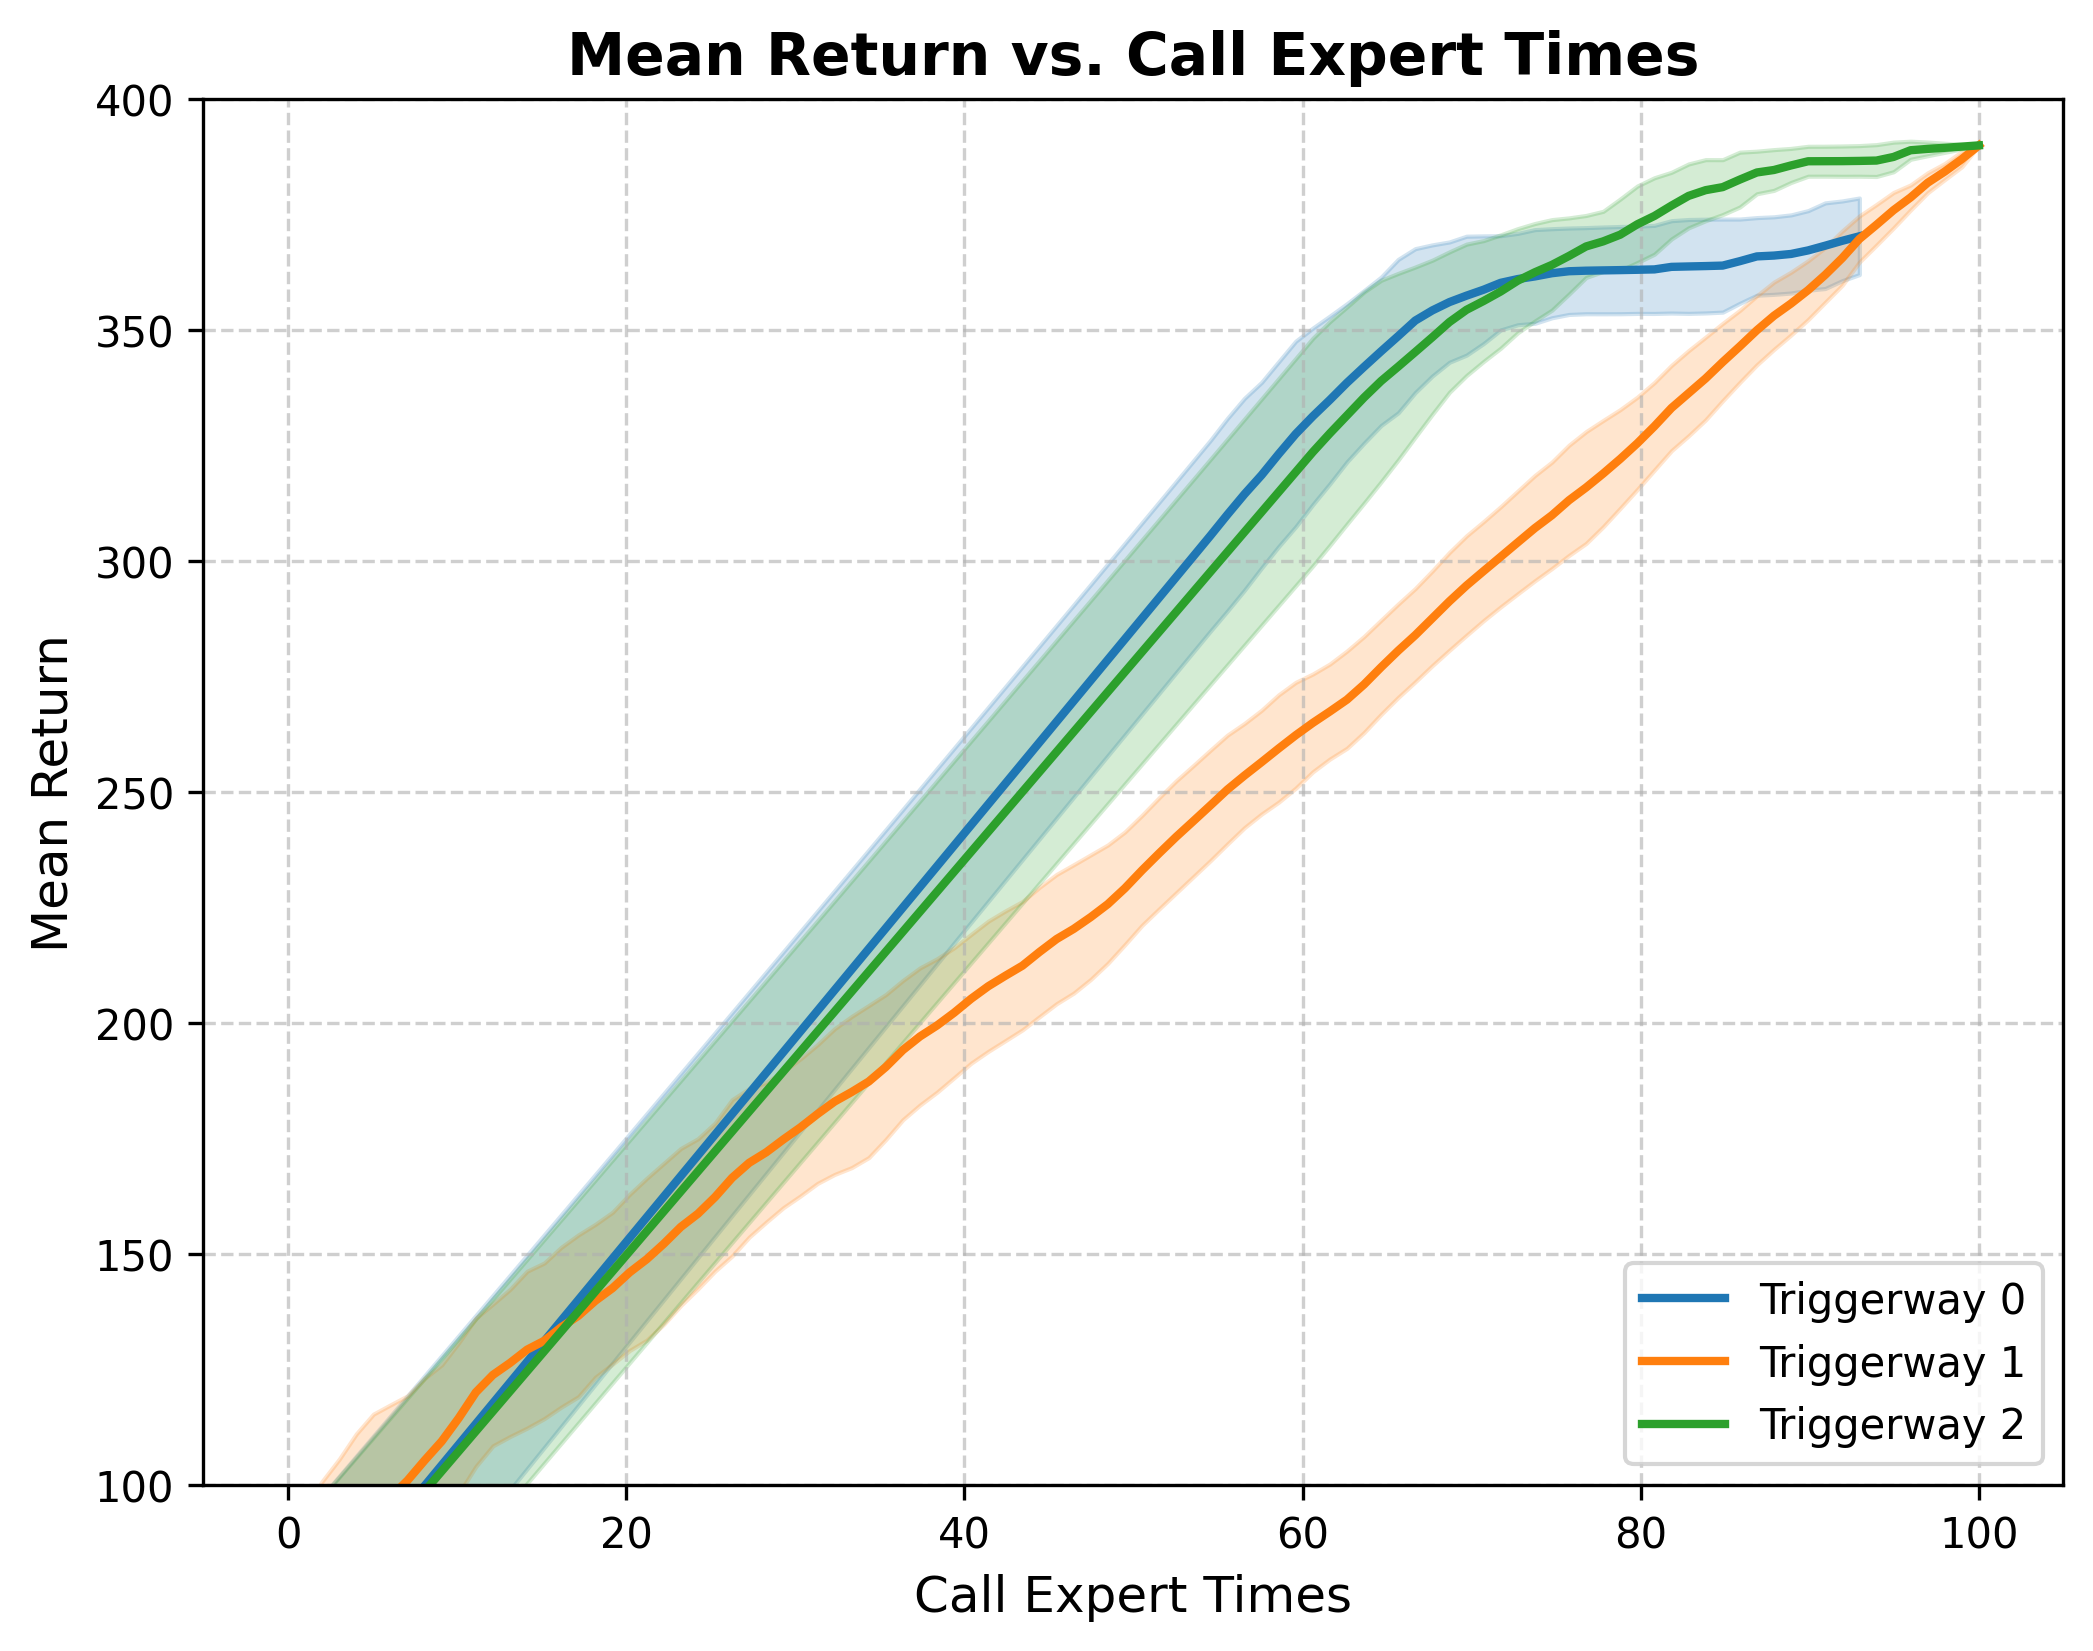 Mean Return vs. Call Expert Times
400
350
300
250
200
150
100
Mean Return
0 20 40 60 80 100
Call Expert Times
Triggerway 0
Triggerway 1
Triggerway 2